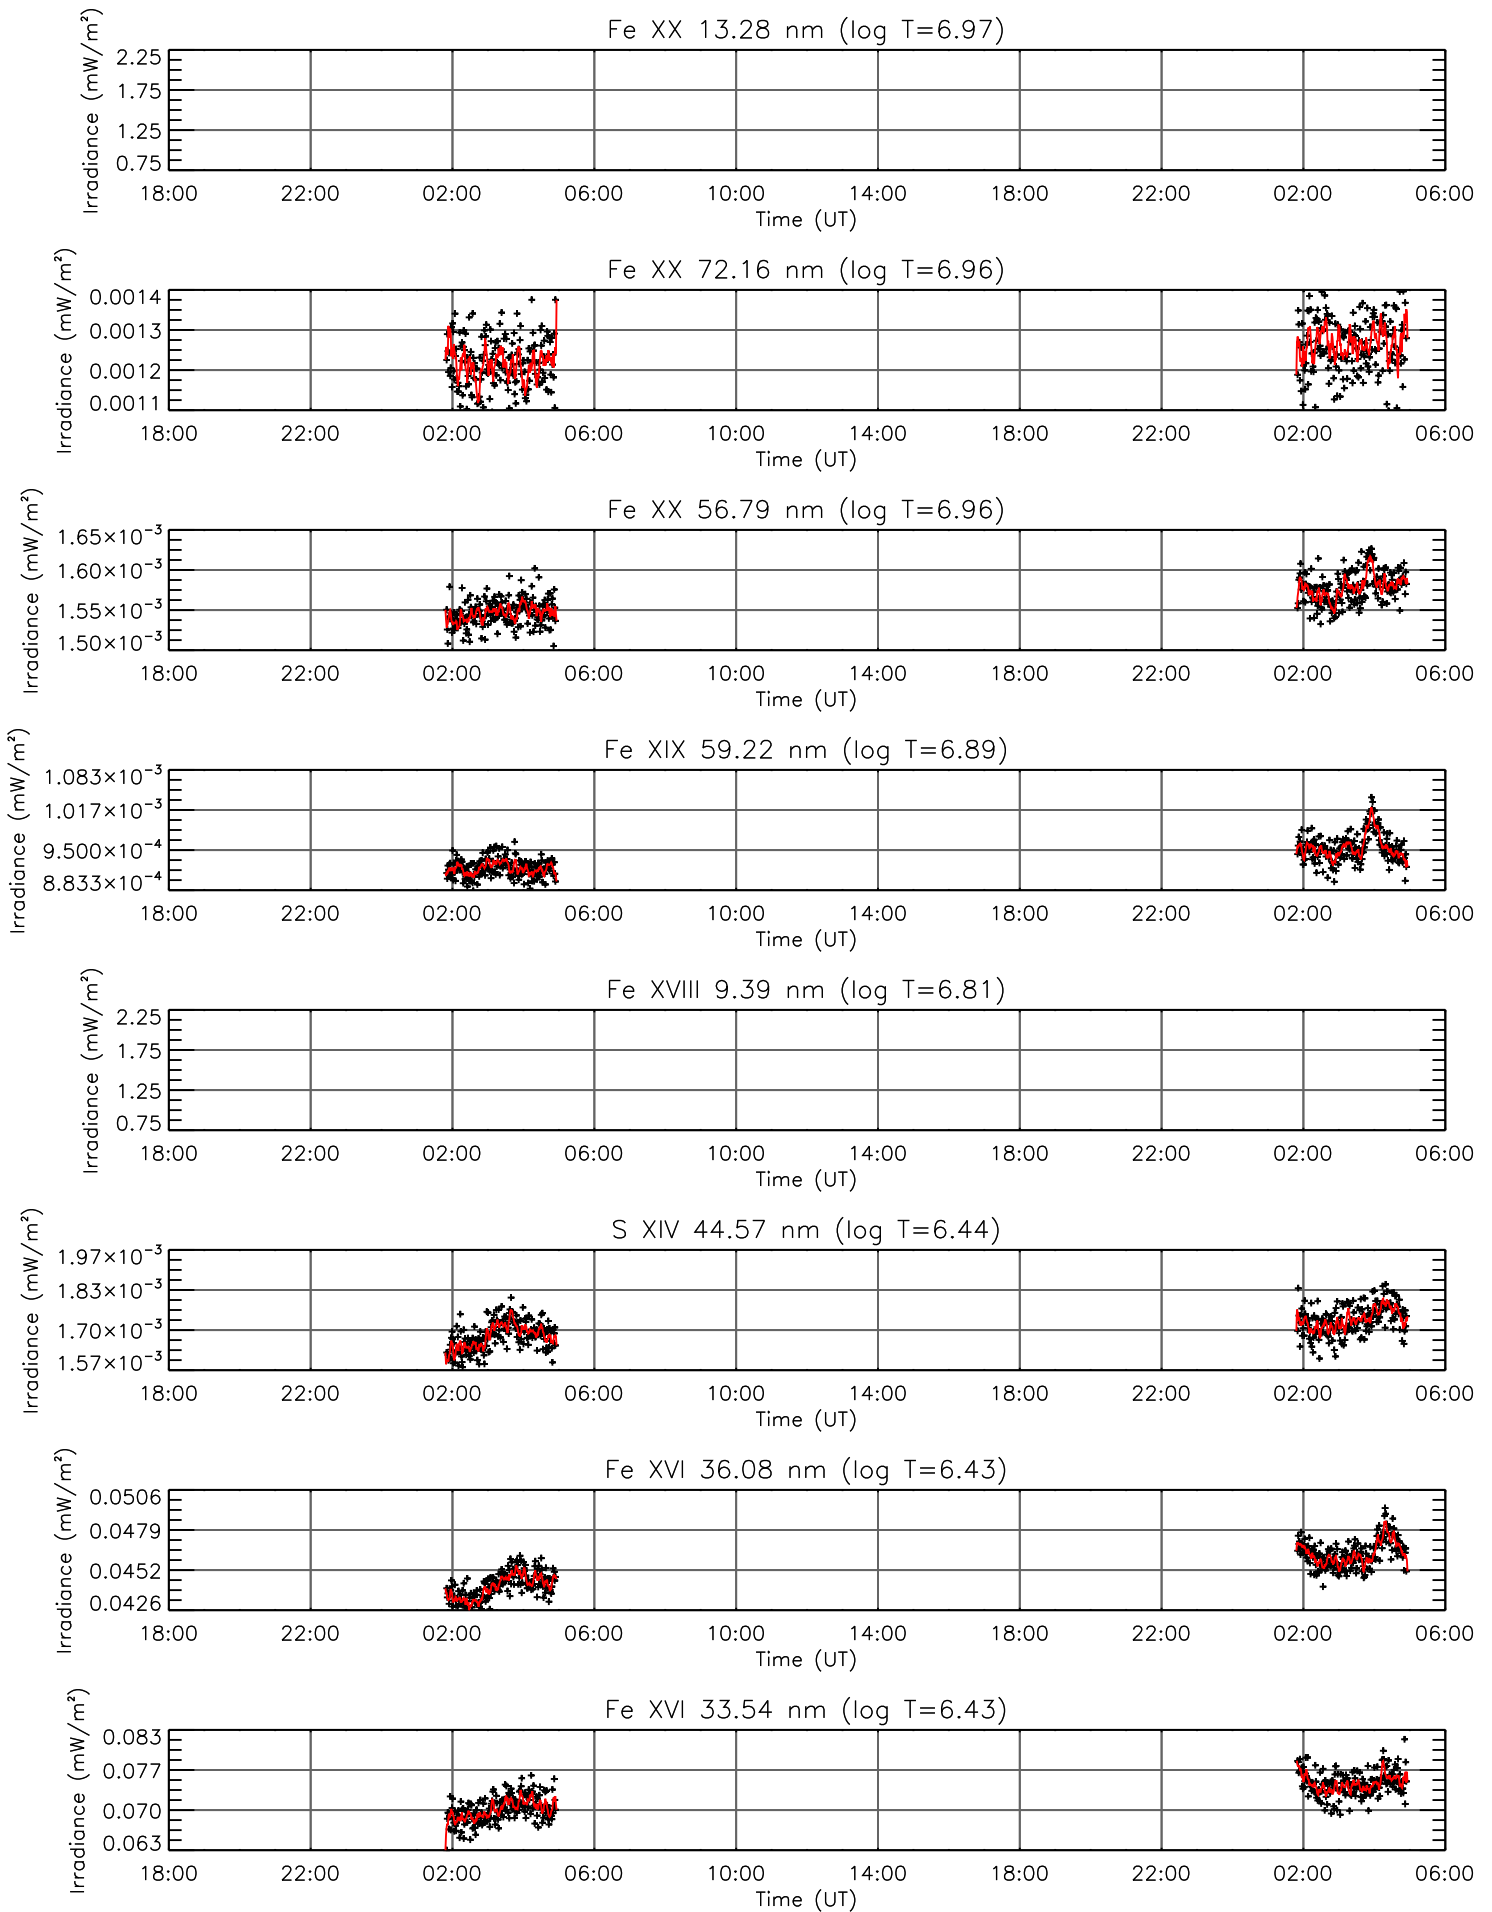 Fe XX 13.28 nm (log T=6.97)
Irradiance (mW/m²)
2.25
1.75
1.25
0.75
18:00 22:00 02:00 06:00 10:00 14:00 18:00 22:00 02:00 06:00
Time (UT)
Fe XX 72.16 nm (log T=6.96)
Irradiance (mW/m²)
0.0014
0.0013
0.0012
0.0011
18:00 22:00 02:00 06:00 10:00 14:00 18:00 22:00 02:00 06:00
Time (UT)
Fe XX 56.79 nm (log T=6.96)
Irradiance (mW/m²)
1.65×10⁻³
1.60×10⁻³
1.55×10⁻³
1.50×10⁻³
18:00 22:00 02:00 06:00 10:00 14:00 18:00 22:00 02:00 06:00
Time (UT)
Fe XIX 59.22 nm (log T=6.89)
Irradiance (mW/m²)
1.083×10⁻³
1.017×10⁻³
9.500×10⁻⁴
8.833×10⁻⁴
18:00 22:00 02:00 06:00 10:00 14:00 18:00 22:00 02:00 06:00
Time (UT)
Fe XVIII 9.39 nm (log T=6.81)
Irradiance (mW/m²)
2.25
1.75
1.25
0.75
18:00 22:00 02:00 06:00 10:00 14:00 18:00 22:00 02:00 06:00
Time (UT)
S XIV 44.57 nm (log T=6.44)
Irradiance (mW/m²)
1.97×10⁻³
1.83×10⁻³
1.70×10⁻³
1.57×10⁻³
18:00 22:00 02:00 06:00 10:00 14:00 18:00 22:00 02:00 06:00
Time (UT)
Fe XVI 36.08 nm (log T=6.43)
Irradiance (mW/m²)
0.0506
0.0479
0.0452
0.0426
18:00 22:00 02:00 06:00 10:00 14:00 18:00 22:00 02:00 06:00
Time (UT)
Fe XVI 33.54 nm (log T=6.43)
Irradiance (mW/m²)
0.083
0.077
0.070
0.063
18:00 22:00 02:00 06:00 10:00 14:00 18:00 22:00 02:00 06:00
Time (UT)